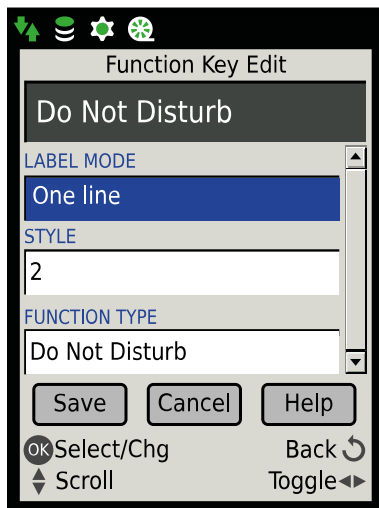 Function Key Edit
Do Not Disturb
LABEL MODE
One line
STYLE
2
FUNCTION TYPE
Do Not Disturb
Save Cancel Help
OK Select/Chg Back
Scroll Toggle